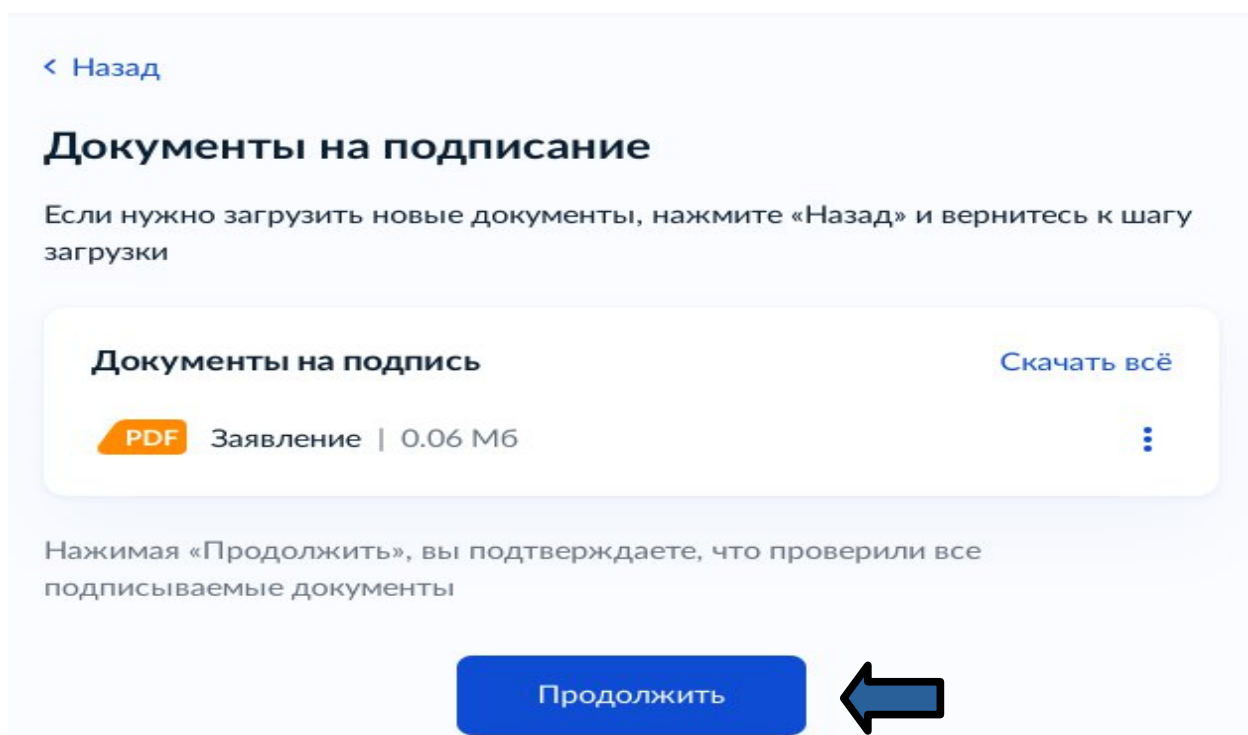 < Назад
Документы на подписание
Если нужно загрузить новые документы, нажмите «Назад» и вернитесь к шагу
загрузки
Документы на подпись Скачать всё
PDF Заявление | 0.06 Мб
Нажимая «Продолжить», вы подтверждаете, что проверили все
подписываемые документы
Продолжить